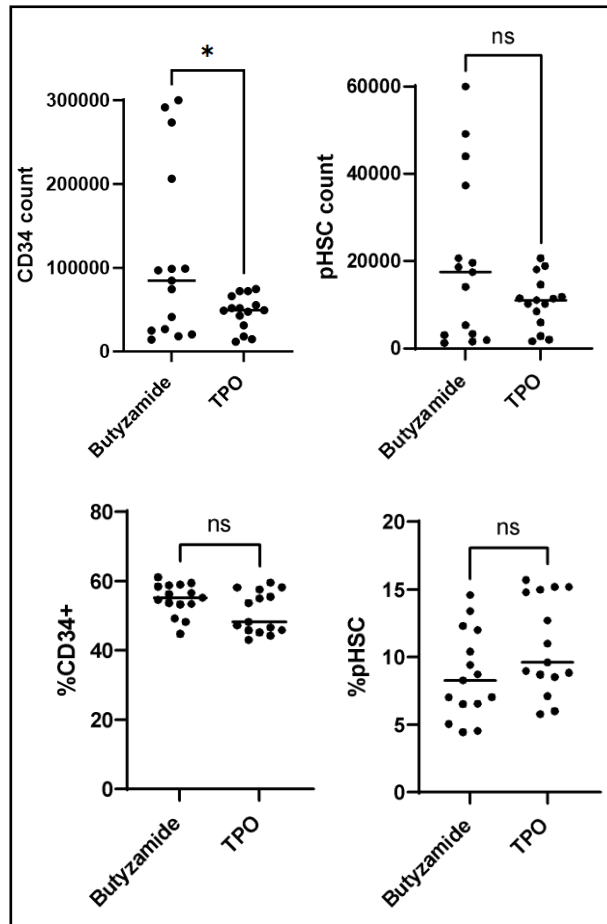 *
CD34 count
300000
200000
100000
0
Butyzamide
TPO
ns
pHSC count
60000
40000
20000
0
Butyzamide
TPO
ns
%CD34+
80
60
40
20
0
Butyzamide
TPO
ns
%pHSC
20
15
10
5
0
Butyzamide
TPO